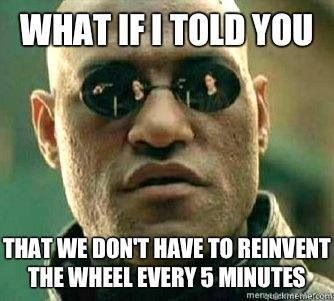 WHAT IF I TOLD YOU
THAT WE DON'T HAVE TO REINVENT
THE WHEEL EVERY 5 MINUTES